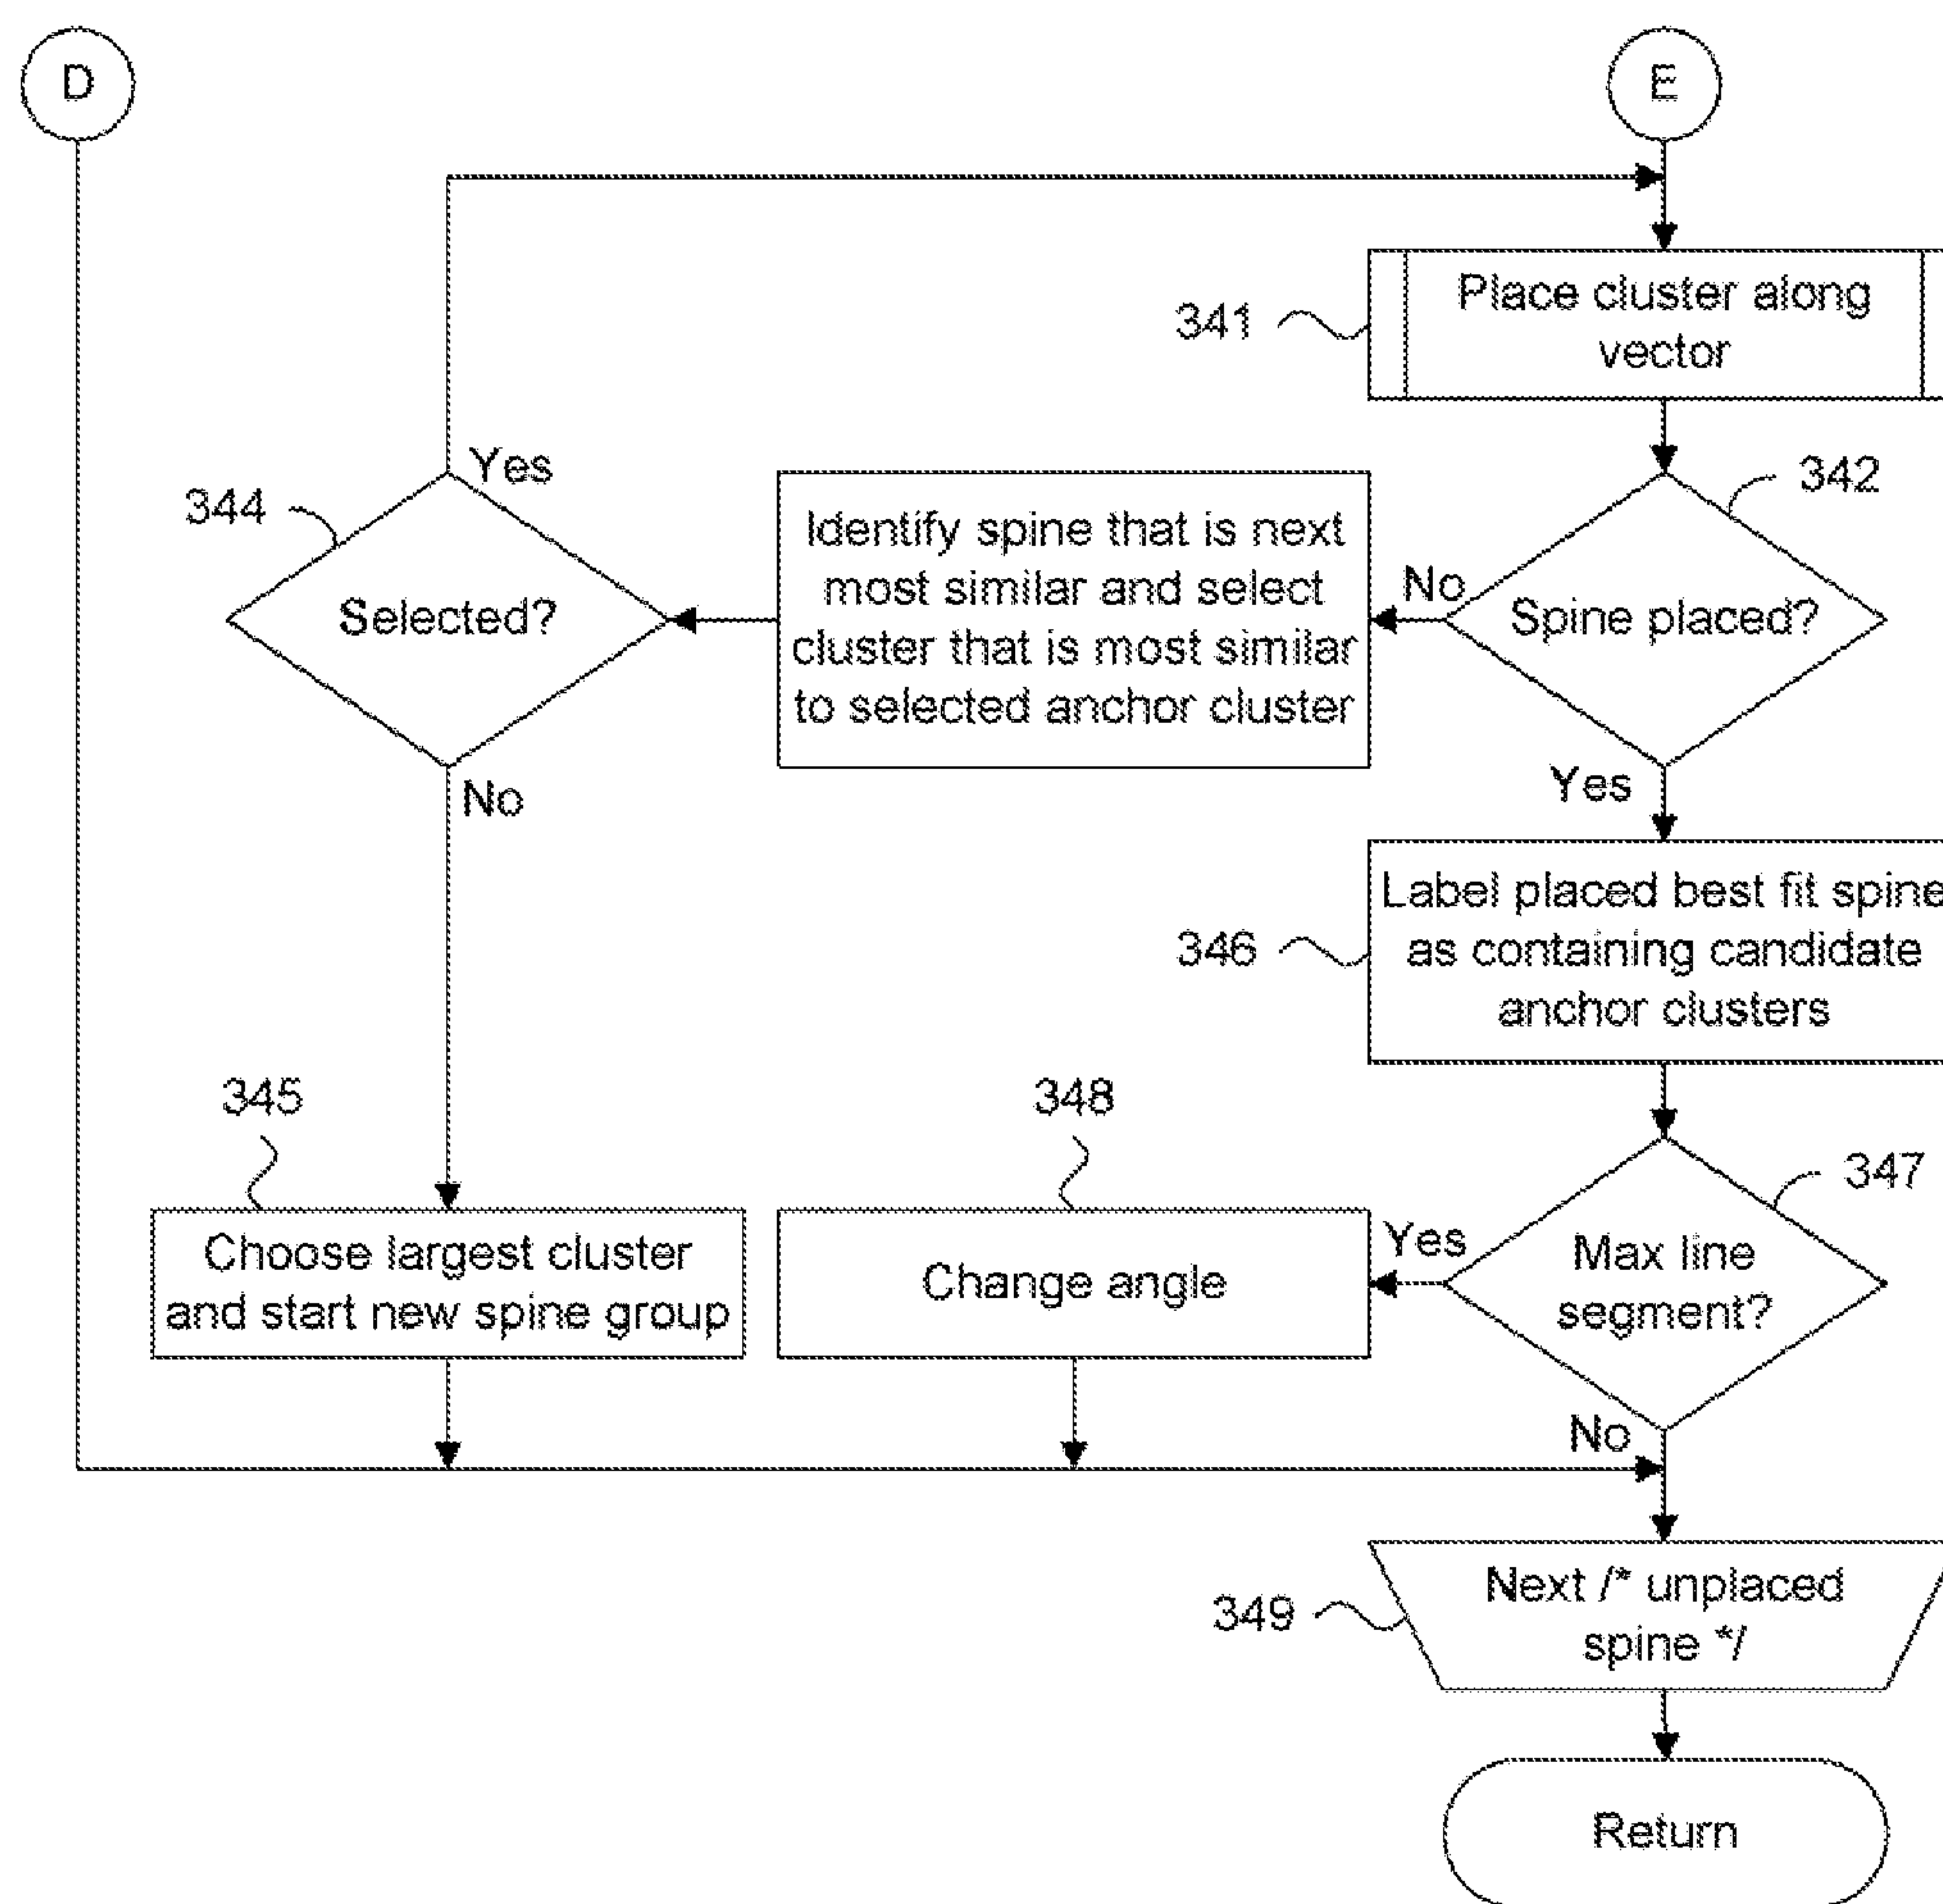 D
E
341
Place cluster along
vector
Yes
344
Selected?
No
Identify spine that is next
most similar and select
cluster that is most similar
to selected anchor cluster
No
342
Spine placed?
Yes
346
Label placed best fit spine
as containing candidate
anchor clusters
345
Choose largest cluster
and start new spine group
348
Change angle
Yes
347
Max line
segment?
No
349
Next /* unplaced
spine */
Return